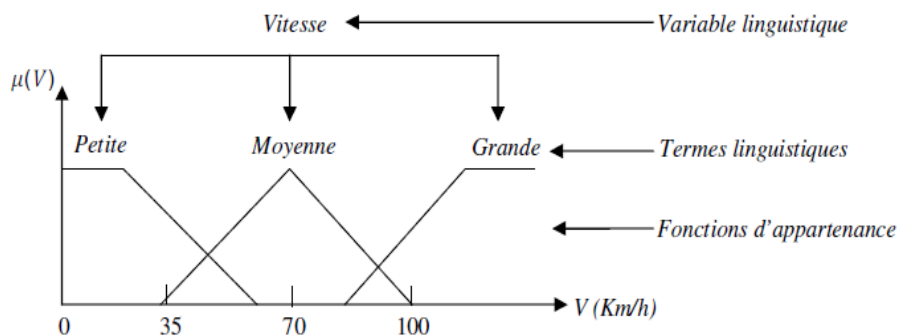 Vitesse
Variable linguistique
μ(V)
Petite
Moyenne
Grande
Termes linguistiques
Fonctions d'appartenance
0
35
70
100
V (Km/h)